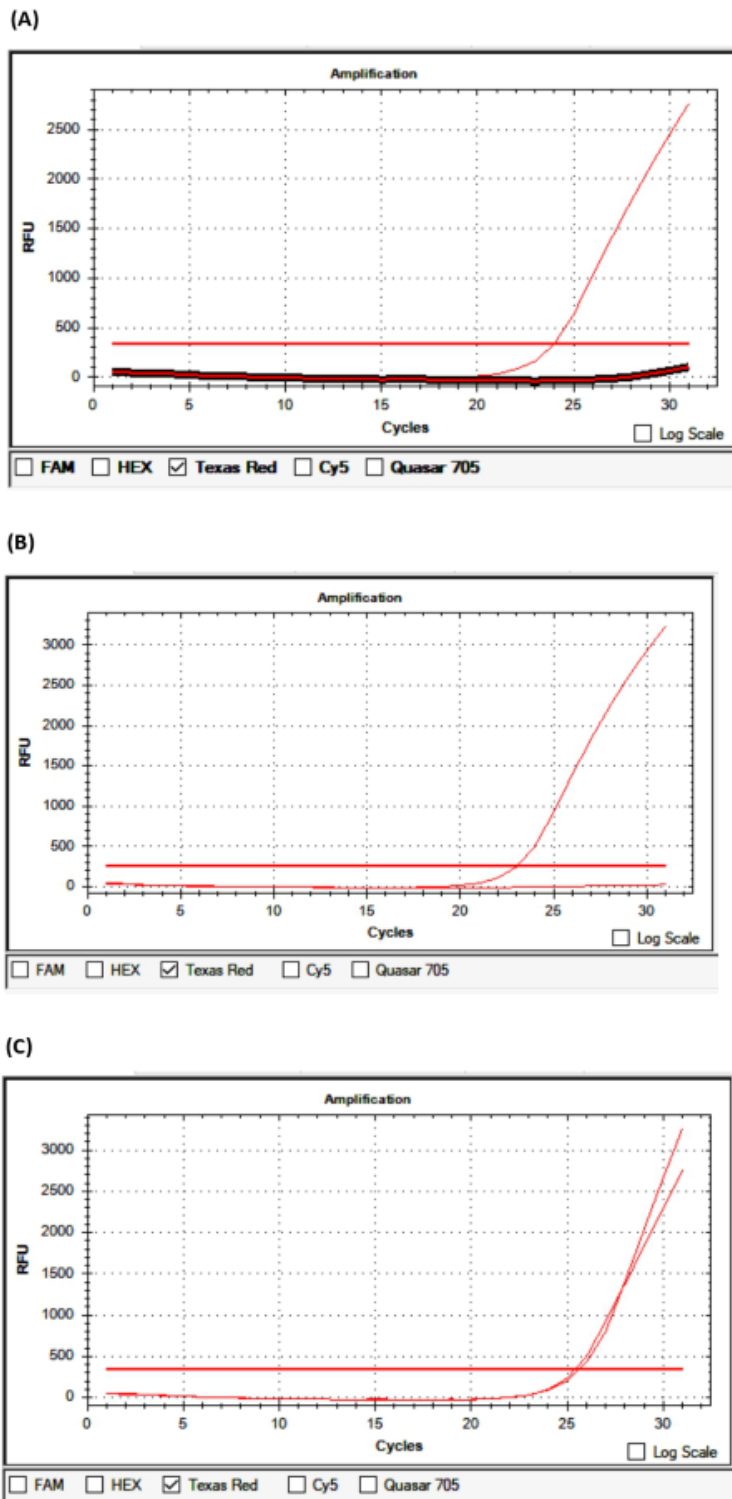 (A)
Amplification
2500
2000
1500
1000
500
0
RFU
0 5 10 15 20 25 30
Cycles
Log Scale
FAM HEX Texas Red Cy5 Quasar 705
(B)
Amplification
3000
2500
2000
1500
1000
500
0
RFU
0 5 10 15 20 25 30
Cycles
Log Scale
FAM HEX Texas Red Cy5 Quasar 705
(C)
Amplification
3000
2500
2000
1500
1000
500
0
RFU
0 5 10 15 20 25 30
Cycles
Log Scale
FAM HEX Texas Red Cy5 Quasar 705